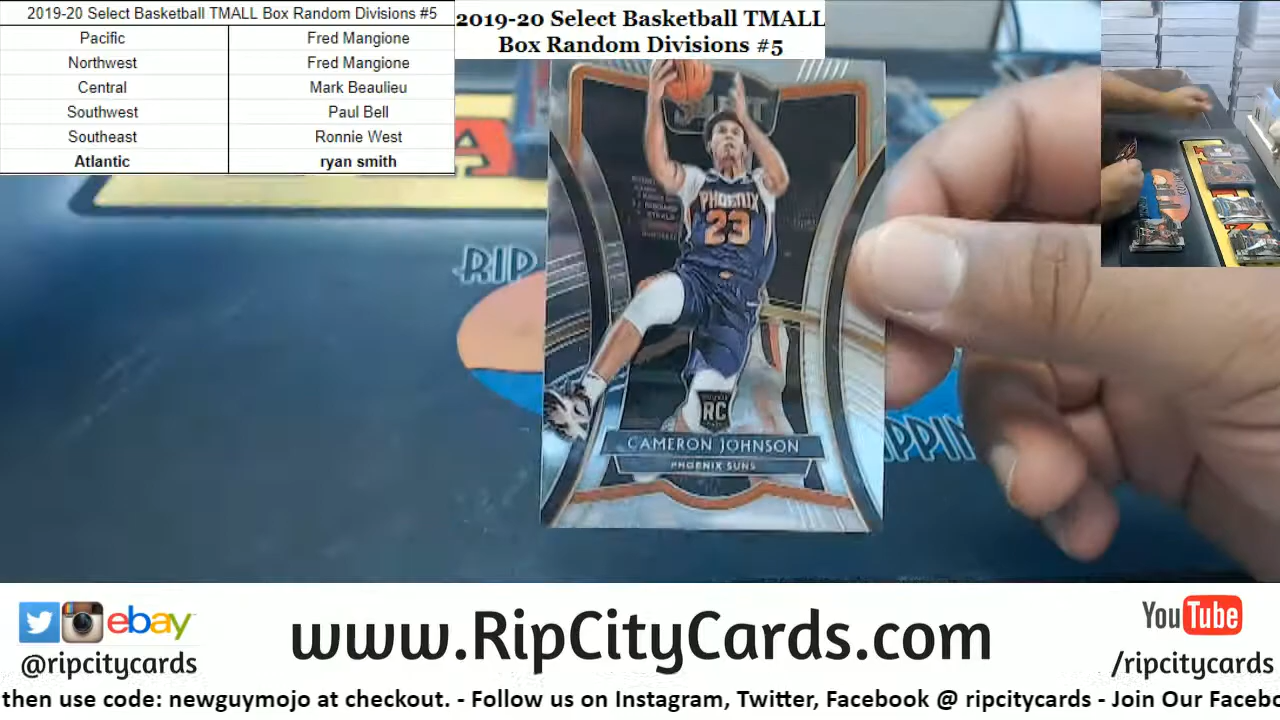 2019-20 Select Basketball TMALL Box Random Divisions #5
Pacific Fred Mangione
Northwest Fred Mangione
Central Mark Beaulieu
Southwest Paul Bell
Southeast Ronnie West
Atlantic ryan smith
2019-20 Select Basketball TMALL
Box Random Divisions #5
SELECT
PHOENIX
23
RIP
RC
CAMERON JOHNSON
PHOENIX SUNS
ebay
@ripcitycards
www.RipCityCards.com
YouTube
/ripcitycards
then use code: newguymojo at checkout. - Follow us on Instagram, Twitter, Facebook @ ripcitycards - Join Our Facebo